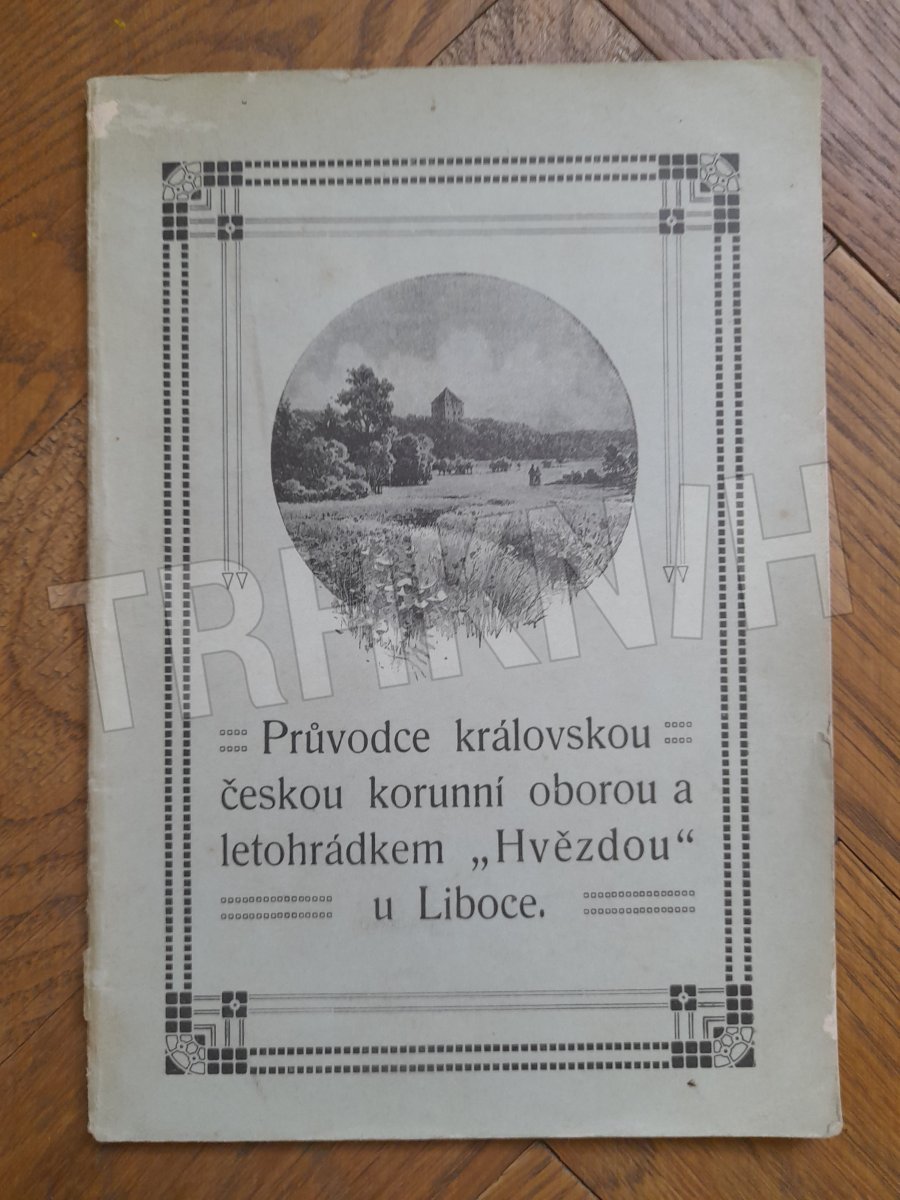 Průvodce královskou
českou korunní oborou a
letohrádkem „Hvězdou“
u Liboce.
TRHKNIH